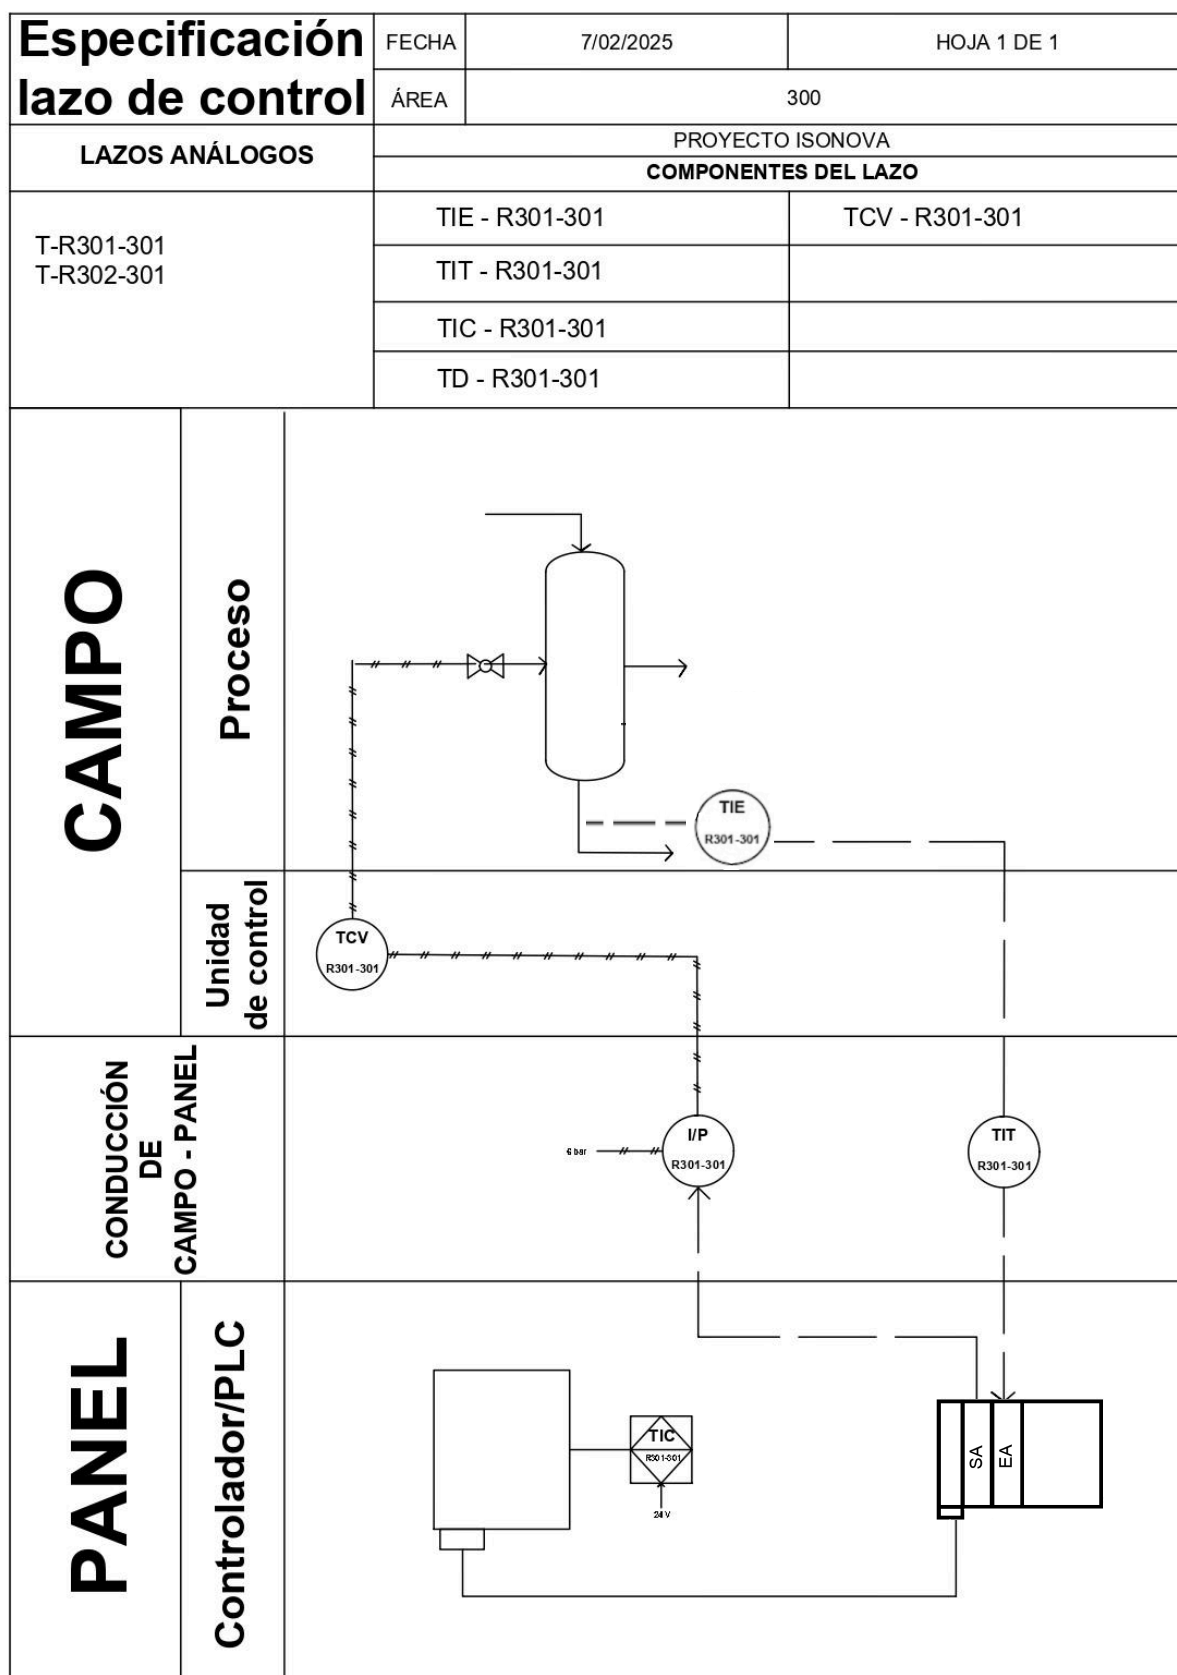 Especificación
lazo de control
FECHA
7/02/2025
HOJA 1 DE 1
ÁREA
300
LAZOS ANÁLOGOS
PROYECTO ISONOVA
COMPONENTES DEL LAZO
T-R301-301
T-R302-301
TIE - R301-301
TCV - R301-301
TIT - R301-301
TIC - R301-301
TD - R301-301
CAMPO
Proceso
TIE
R301-301
Unidad
de control
TCV
R301-301
CONDUCCIÓN
DE
CAMPO - PANEL
6 bar
I/P
R301-301
TIT
R301-301
PANEL
Controlador/PLC
TIC
R301-301
24 V
SA
EA